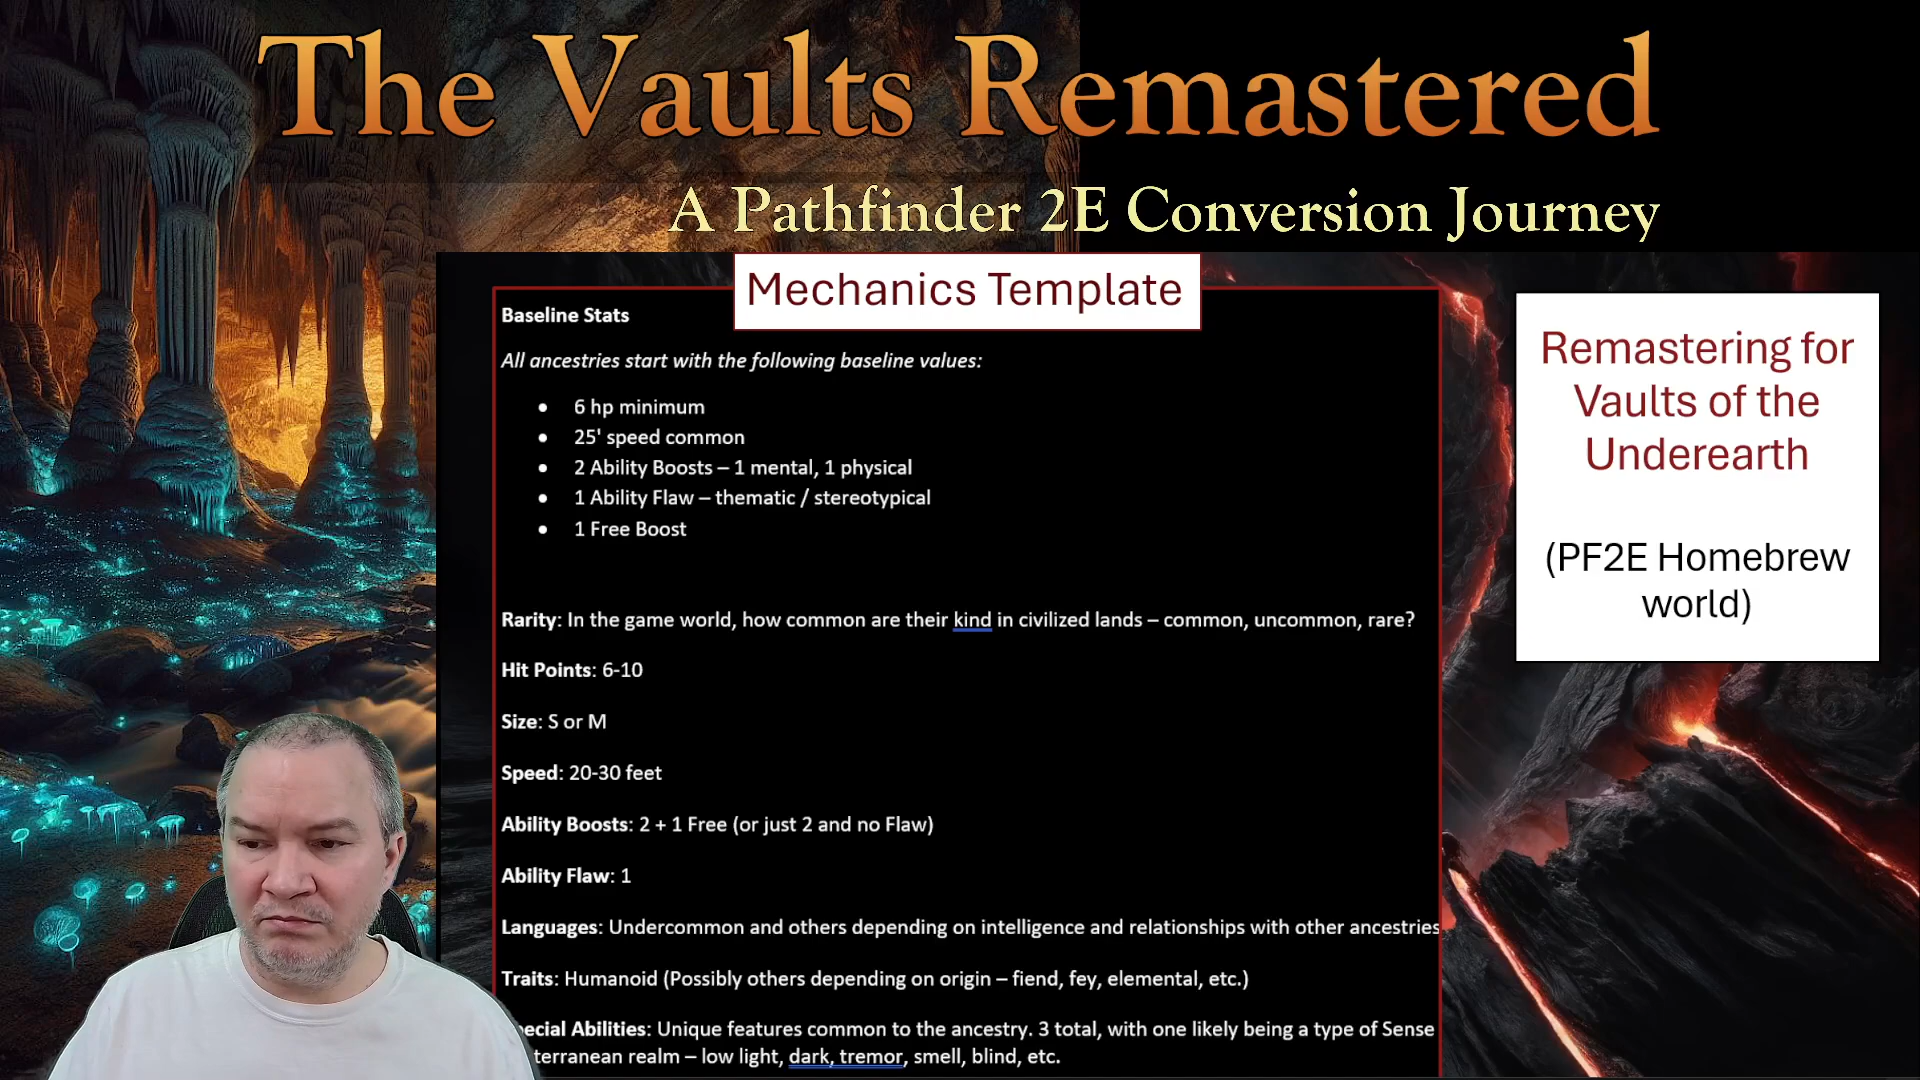 The Vaults Remastered
A Pathfinder 2E Conversion Journey
Mechanics Template
Baseline Stats
All ancestries start with the following baseline values:
• 6 hp minimum
• 25' speed common
• 2 Ability Boosts – 1 mental, 1 physical
• 1 Ability Flaw – thematic / stereotypical
• 1 Free Boost
Rarity: In the game world, how common are their kind in civilized lands – common, uncommon, rare?
Hit Points: 6-10
Size: S or M
Speed: 20-30 feet
Ability Boosts: 2 + 1 Free (or just 2 and no Flaw)
Ability Flaw: 1
Languages: Undercommon and others depending on intelligence and relationships with other ancestries
Traits: Humanoid (Possibly others depending on origin – fiend, fey, elemental, etc.)
pecial Abilities: Unique features common to the ancestry. 3 total, with one likely being a type of Sense
terranean realm – low light, dark, tremor, smell, blind, etc.
Remastering for
Vaults of the
Underearth
(PF2E Homebrew
world)